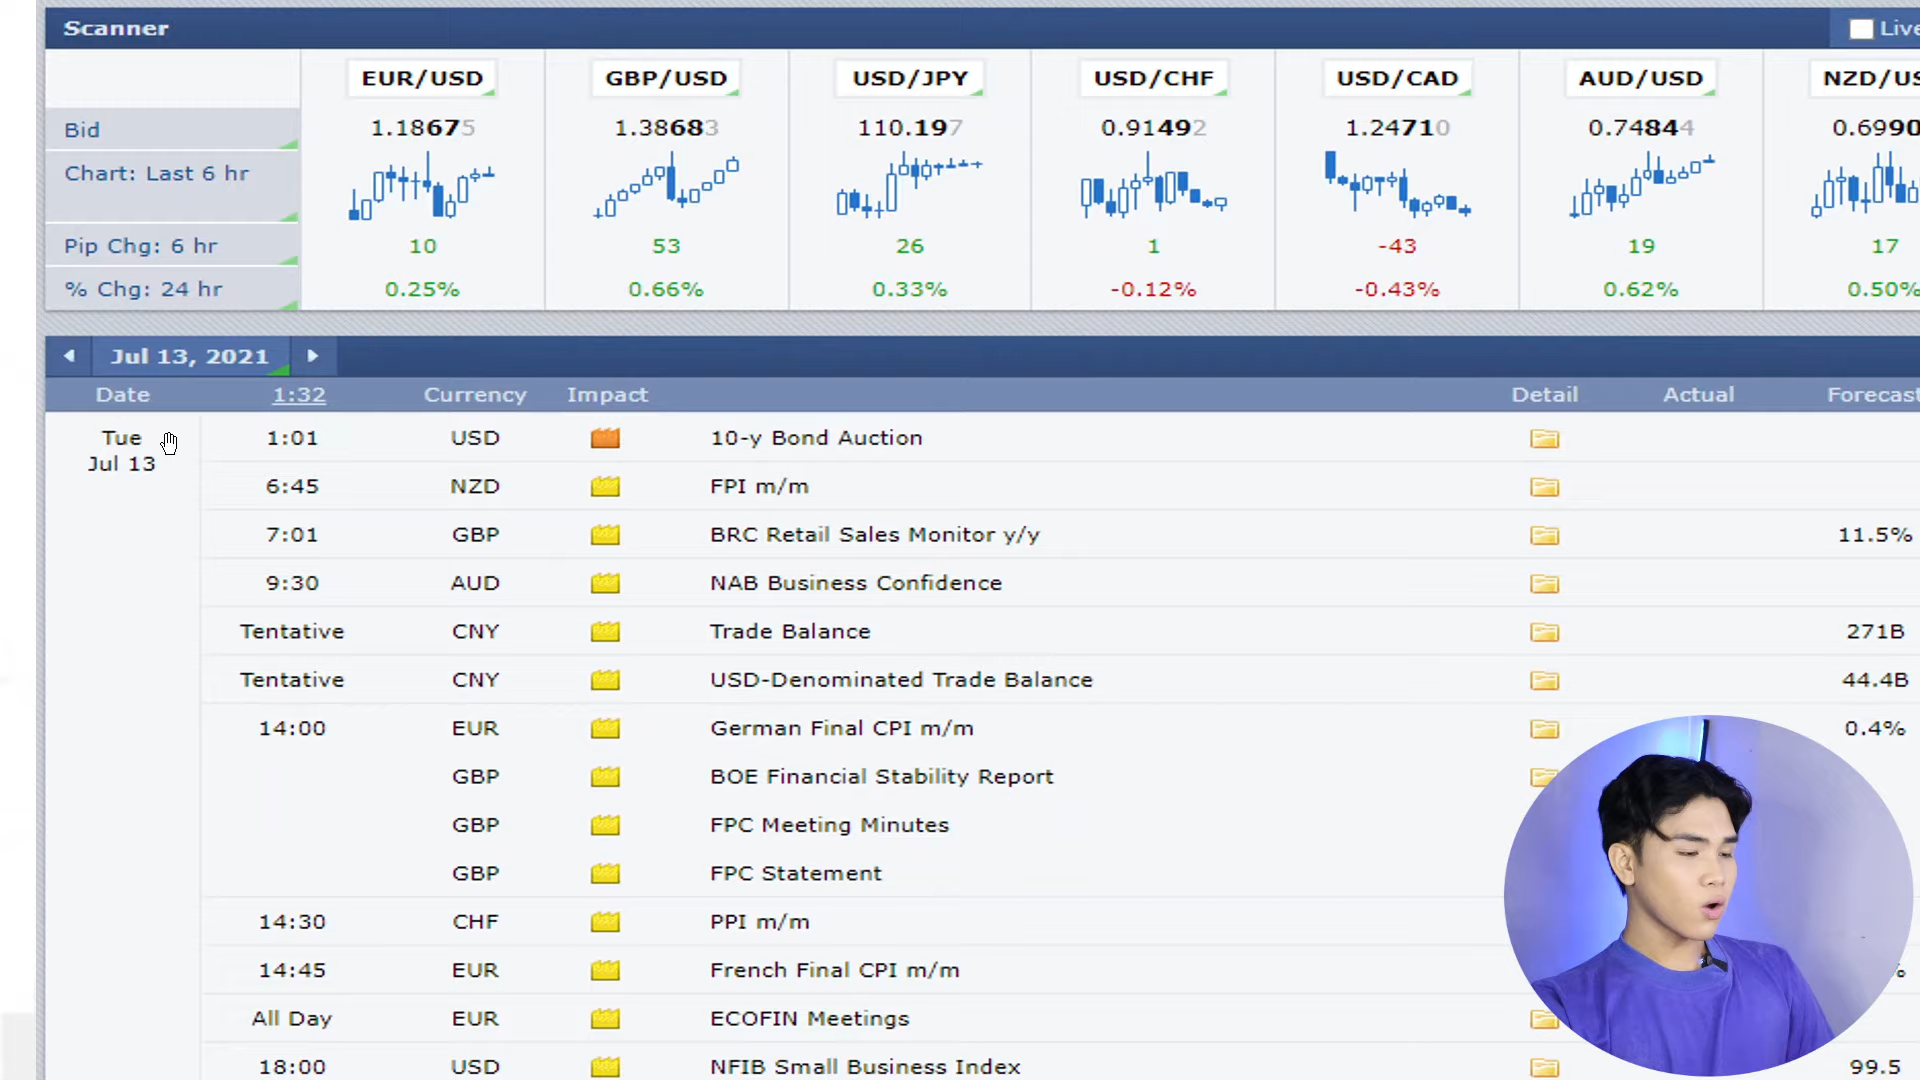 Scanner Live
EUR/USD GBP/USD USD/JPY USD/CHF USD/CAD AUD/USD NZD/US
Bid 1.18675 1.38683 110.197 0.91492 1.24710 0.74844 0.6990
Chart: Last 6 hr
Pip Chg: 6 hr 10 53 26 1 -43 19 17
% Chg: 24 hr 0.25% 0.66% 0.33% -0.12% -0.43% 0.62% 0.50%
Jul 13, 2021
Date 1:32 Currency Impact Detail Actual Forecast
Tue 1:01 USD 10-y Bond Auction
Jul 13
6:45 NZD FPI m/m
7:01 GBP BRC Retail Sales Monitor y/y 11.5%
9:30 AUD NAB Business Confidence
Tentative CNY Trade Balance 271B
Tentative CNY USD-Denominated Trade Balance 44.4B
14:00 EUR German Final CPI m/m 0.4%
GBP BOE Financial Stability Report
GBP FPC Meeting Minutes
GBP FPC Statement
14:30 CHF PPI m/m
14:45 EUR French Final CPI m/m %
All Day EUR ECOFIN Meetings
18:00 USD NFIB Small Business Index 99.5